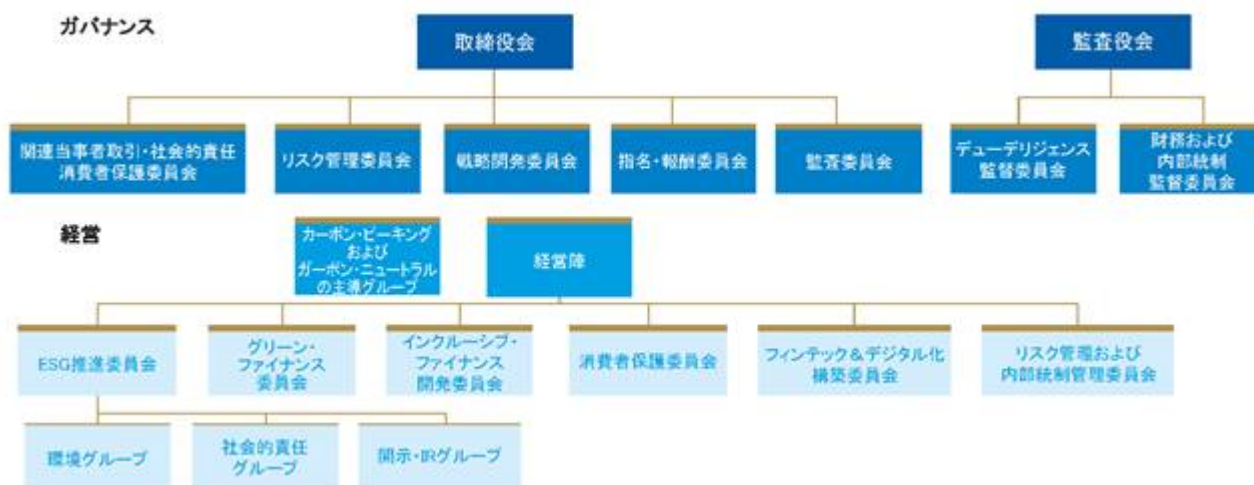 ガバナンス
取締役会
監査役会
関連当事者取引・社会的責任
消費者保護委員会
リスク管理委員会
戦略開発委員会
指名・報酬委員会
監査委員会
デューデリジェンス
監督委員会
財務および
内部統制
監督委員会
経営
カーボン・ピーキング
および
ガーボン・ニュートラル
の主導グループ
経営陣
ESG推進委員会
グリーン・
ファイナンス
委員会
インクルーシブ・
ファイナンス
開発委員会
消費者保護委員会
フィンテック＆デジタル化
構築委員会
リスク管理および
内部統制管理委員会
環境グループ
社会的責任
グループ
開示・IRグループ